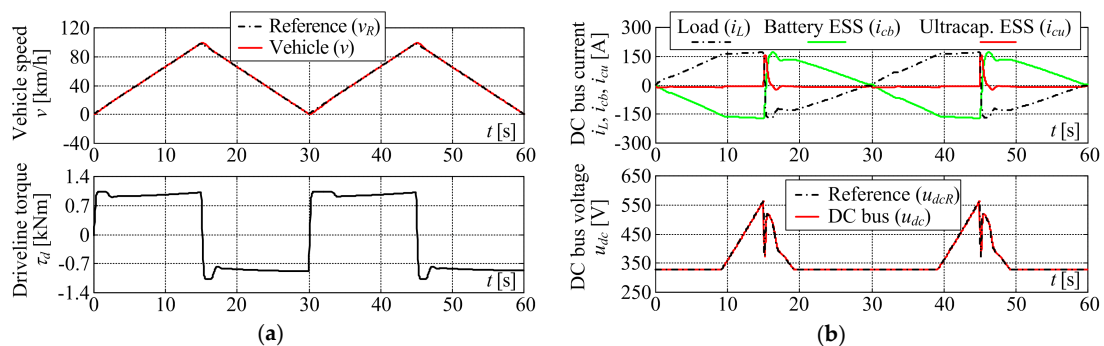 Vehicle speed
v [km/h]
120
80
40
0
-40
Reference (vR)
Vehicle (v)
t [s]
0 10 20 30 40 50 60
Driveline torque
τd [kNm]
1.4
0.7
0
-0.7
-1.4
t [s]
0 10 20 30 40 50 60
(a)
DC bus current
iL, icb, icu [A]
300
150
0
-150
-300
Load (iL) Battery ESS (icb) Ultracap. ESS (icu)
t [s]
0 10 20 30 40 50 60
DC bus voltage
udc [V]
650
550
450
350
250
Reference (udcR)
DC bus (udc)
t [s]
0 10 20 30 40 50 60
(b)